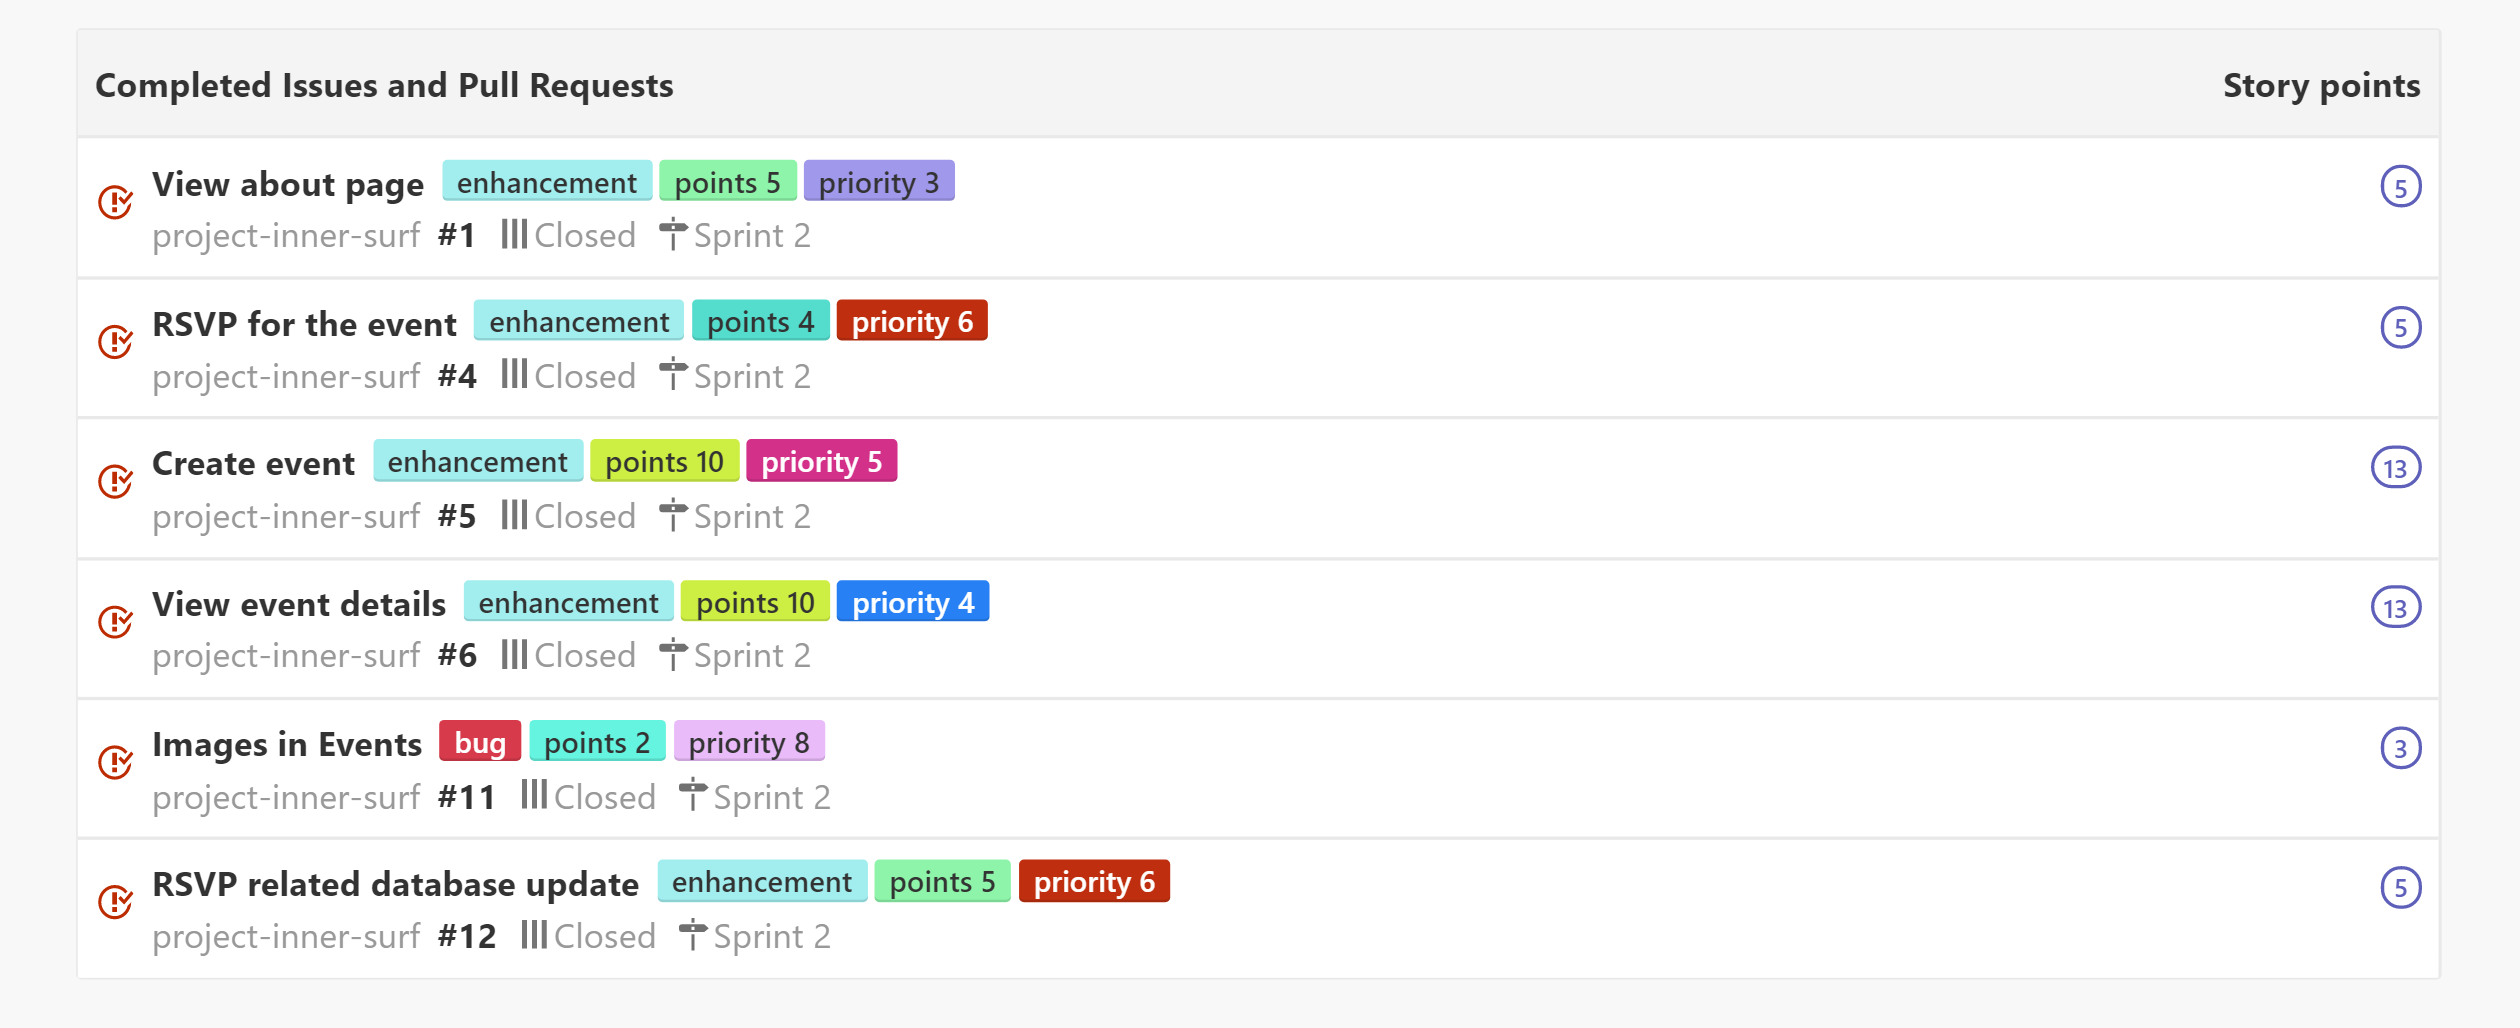 Completed Issues and Pull Requests Story points
View about page enhancement points 5 priority 3 5
project-inner-surf #1 Closed Sprint 2
RSVP for the event enhancement points 4 priority 6 5
project-inner-surf #4 Closed Sprint 2
Create event enhancement points 10 priority 5 13
project-inner-surf #5 Closed Sprint 2
View event details enhancement points 10 priority 4 13
project-inner-surf #6 Closed Sprint 2
Images in Events bug points 2 priority 8 3
project-inner-surf #11 Closed Sprint 2
RSVP related database update enhancement points 5 priority 6 5
project-inner-surf #12 Closed Sprint 2